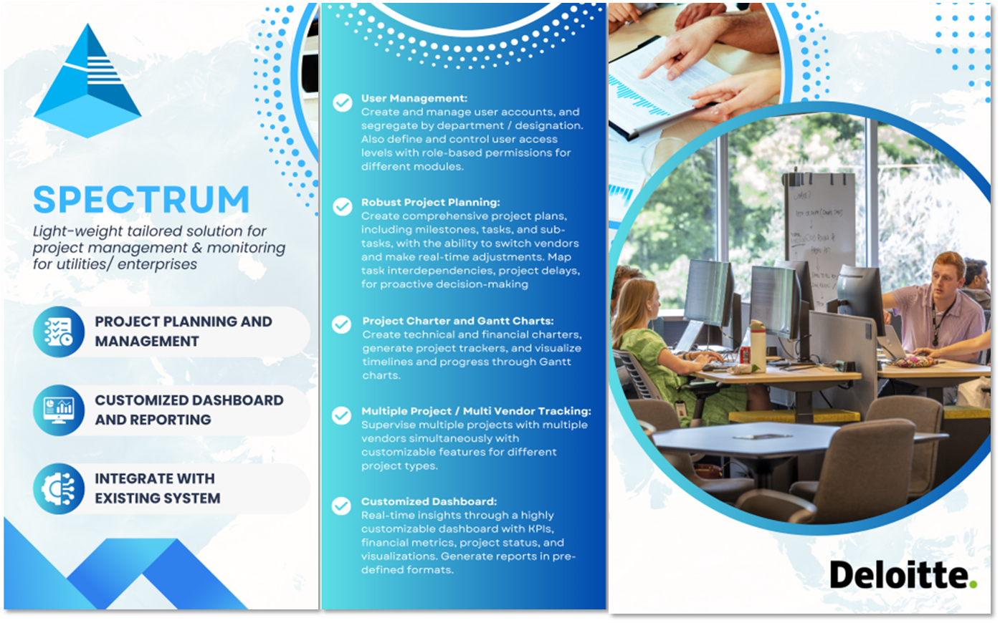 SPECTRUM
Light-weight tailored solution for
project management & monitoring
for utilities/ enterprises
PROJECT PLANNING AND
MANAGEMENT
CUSTOMIZED DASHBOARD
AND REPORTING
INTEGRATE WITH
EXISTING SYSTEM
User Management:
Create and manage user accounts, and
segregate by department / designation.
Also define and control user access
levels with role-based permissions for
different modules.
Robust Project Planning:
Create comprehensive project plans,
including milestones, tasks, and sub-
tasks, with the ability to switch vendors
and make real-time adjustments. Map
task interdependencies, project delays,
for proactive decision-making
Project Charter and Gantt Charts:
Create technical and financial charters,
generate project trackers, and visualize
timelines and progress through Gantt
charts.
Multiple Project / Multi Vendor Tracking:
Supervise multiple projects with multiple
vendors simultaneously with
customizable features for different
project types.
Customized Dashboard:
Real-time insights through a highly
customizable dashboard with KPIs,
financial metrics, project status, and
visualizations. Generate reports in pre-
defined formats.
Deloitte.